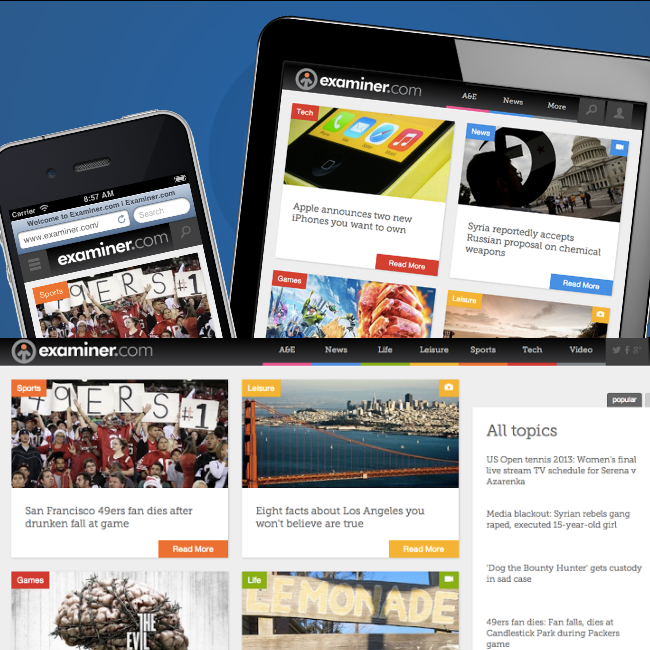 examiner.com
A&E News More
Tech
News
Apple announces two new
iPhones you want to own
Read More
Syria reportedly accepts
Russian proposal on chemical
weapons
Read More
Games
Leisure
Carrier 8:57 AM
Welcome to Examiner.com | Examiner.com
www.examiner.com/ Search
examiner.com
Sports
49ERS #1
examiner.com A&E News Life Leisure Sports Tech Video
Sports
49ERS #1
San Francisco 49ers fan dies after
drunken fall at game
Read More
Leisure
Eight facts about Los Angeles you
won't believe are true
Read More
popular
All topics
US Open tennis 2013: Women's final
live stream TV schedule for Serena v
Azarenka
Media blackout: Syrian rebels gang
raped, executed 15-year-old girl
'Dog the Bounty Hunter' gets custody
in sad case
49ers fan dies: Fan falls, dies at
Candlestick Park during Packers
game
Games
THE
EVIL
Life
LEMONADE